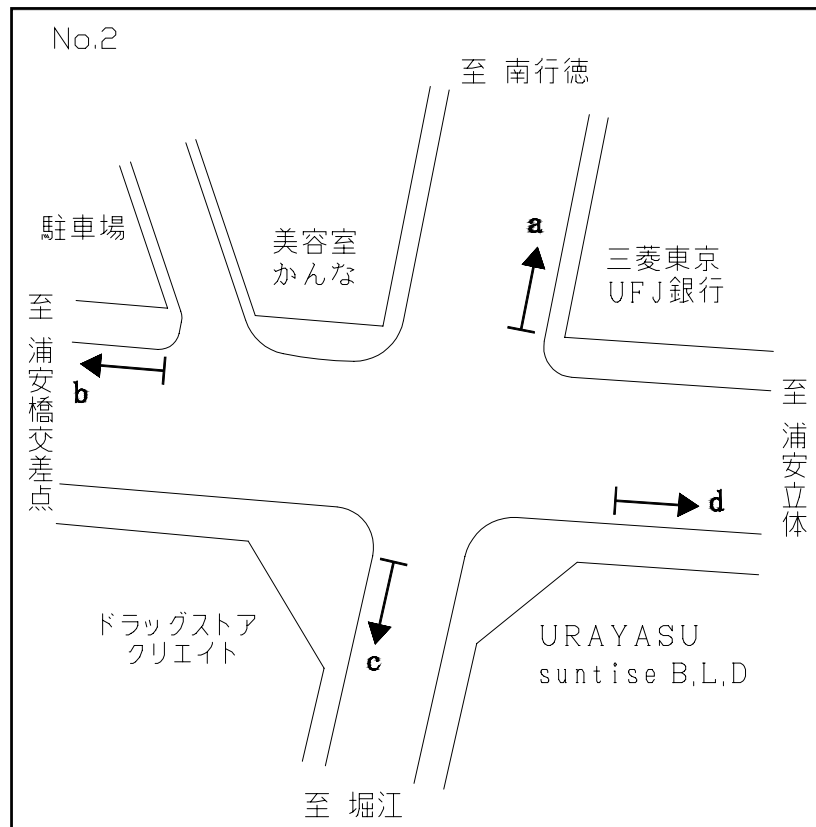 No.2
至 南行徳
駐車場
美容室
かんな
a
三菱東京
UFJ銀行
至 浦安橋交差点
b
至 浦安立体
d
ドラッグストア
クリエイト
c
URAYASU
suntise B,L,D
至 堀江